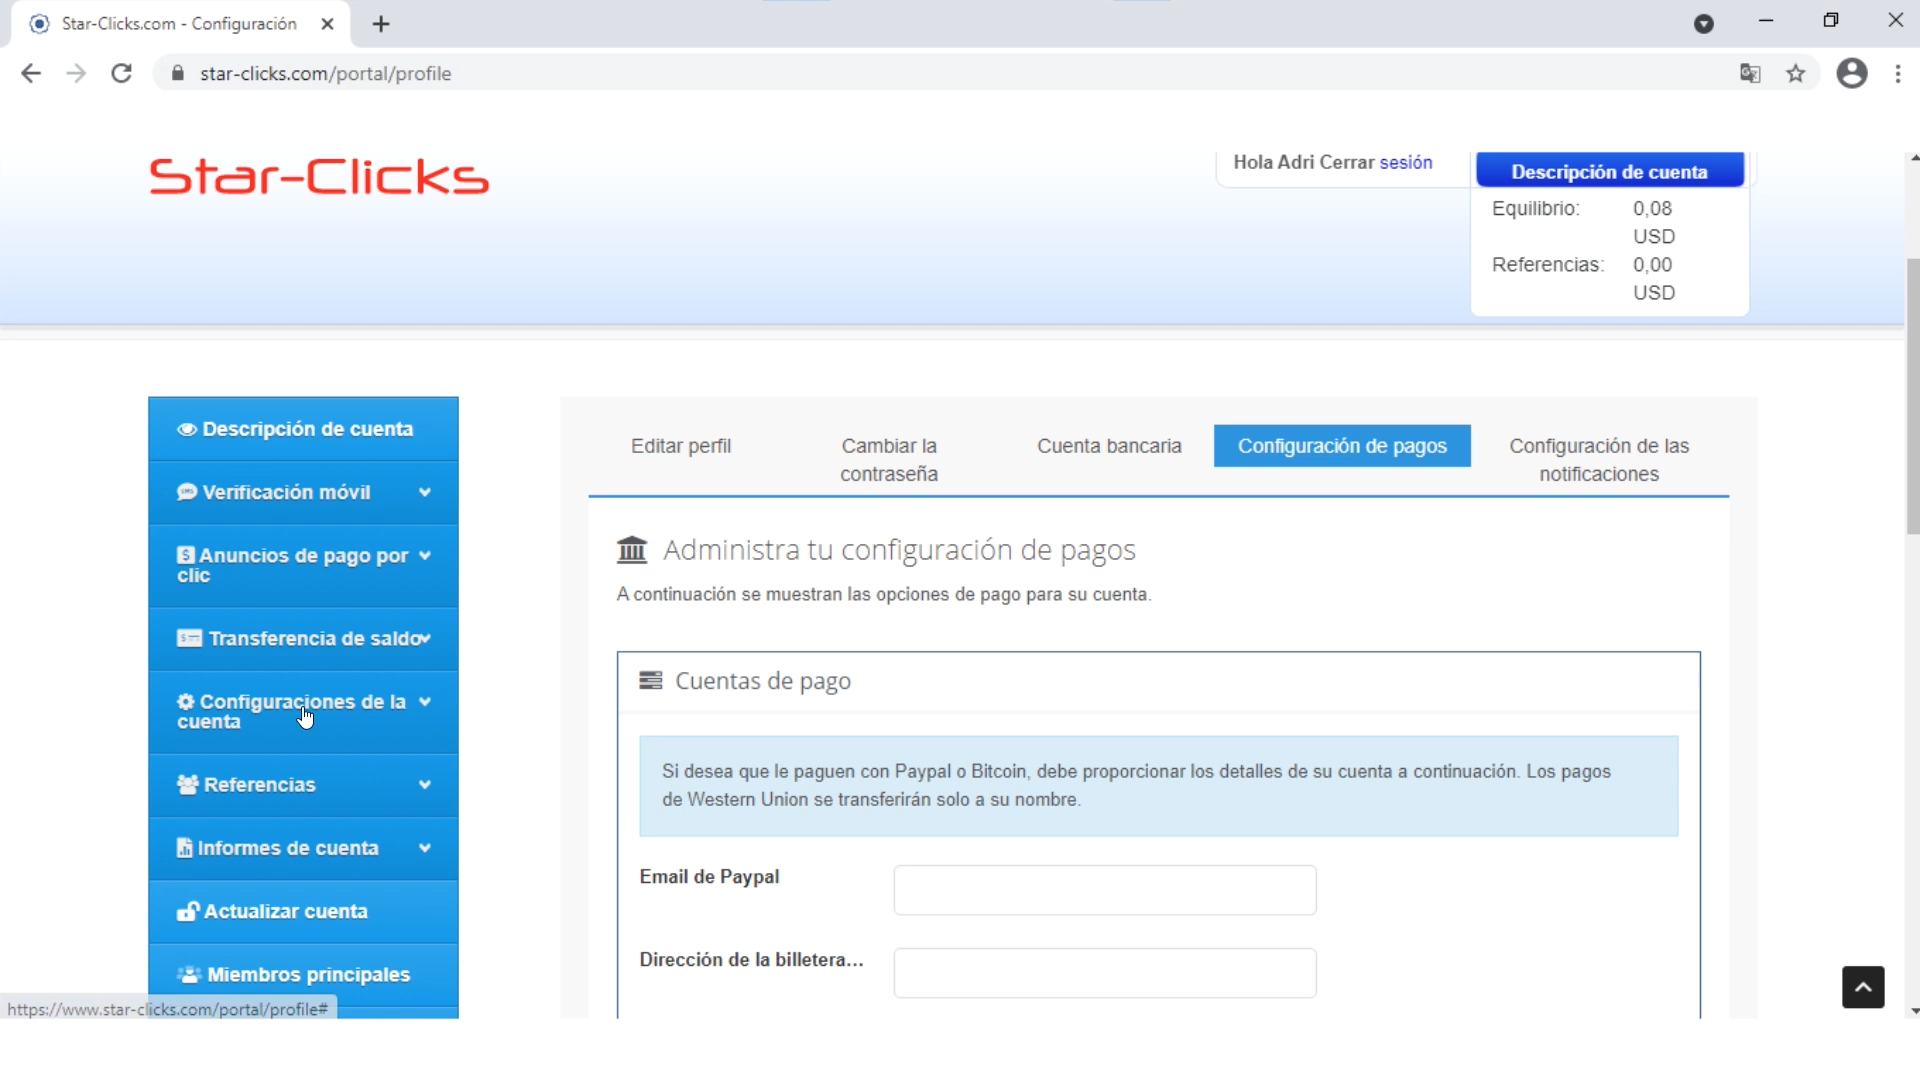 Star-Clicks.com - Configuración
star-clicks.com/portal/profile
Star-Clicks
Hola Adri Cerrar sesión
Descripción de cuenta
Equilibrio: 0,08
USD
Referencias: 0,00
USD
Descripción de cuenta
Verificación móvil
Anuncios de pago por
clic
Transferencia de saldo
Configuraciones de la
cuenta
Referencias
Informes de cuenta
Actualizar cuenta
Miembros principales
Editar perfil
Cambiar la
contraseña
Cuenta bancaria
Configuración de pagos
Configuración de las
notificaciones
Administra tu configuración de pagos
A continuación se muestran las opciones de pago para su cuenta.
Cuentas de pago
Si desea que le paguen con Paypal o Bitcoin, debe proporcionar los detalles de su cuenta a continuación. Los pagos
de Western Union se transferirán solo a su nombre.
Email de Paypal
Dirección de la billetera...
https://www.star-clicks.com/portal/profile#